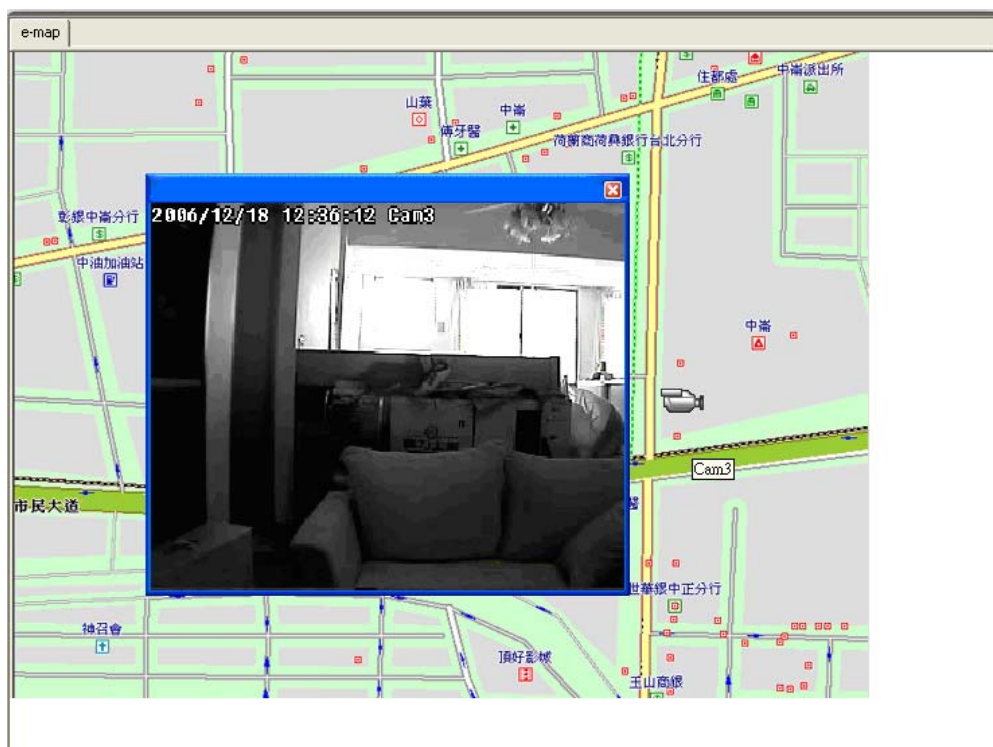 e-map
住都處
中崙派出所
山葉
中崙
傅牙醫
荷蘭商荷興銀行台北分行
2006/12/18 12:36:12 Cam3
彰銀中崙分行
中油加油站
中崙
Cam3
市民大道
世華銀中正分行
神召會
頂好影城
玉山商銀